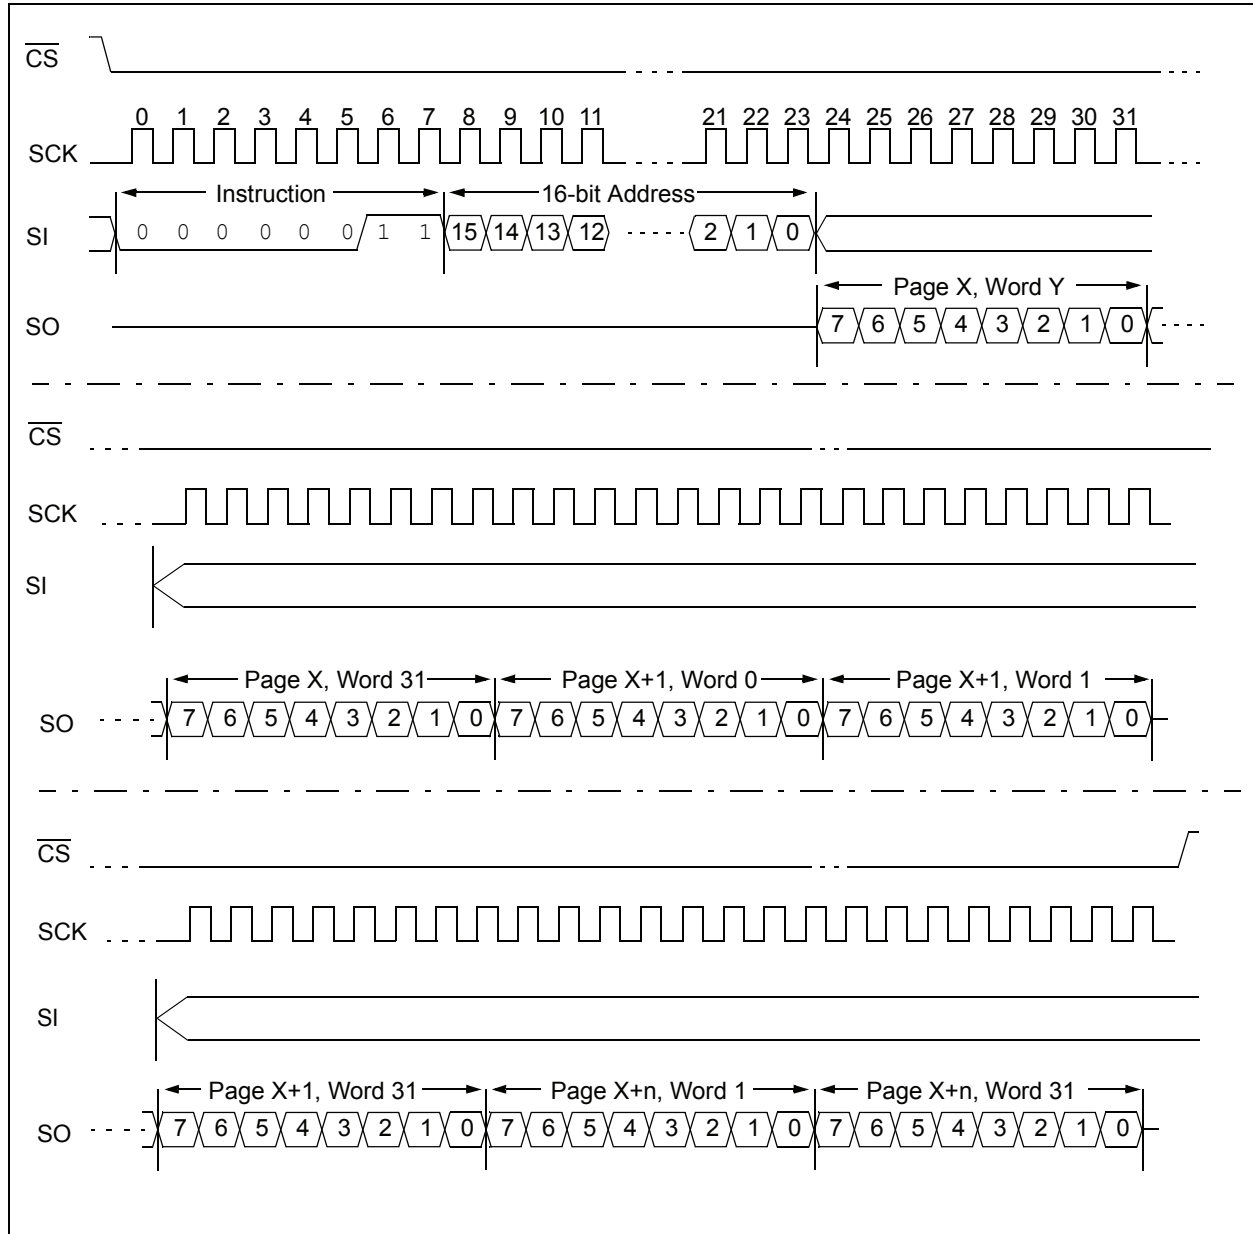 CS
0 1 2 3 4 5 6 7 8 9 10 11 21 22 23 24 25 26 27 28 29 30 31
SCK
Instruction 16-bit Address
SI 0 0 0 0 0 0 1 1 15 14 13 12 2 1 0
Page X, Word Y
SO 7 6 5 4 3 2 1 0
CS
SCK
SI
Page X, Word 31 Page X+1, Word 0 Page X+1, Word 1
SO 7 6 5 4 3 2 1 0 7 6 5 4 3 2 1 0 7 6 5 4 3 2 1 0
CS
SCK
SI
Page X+1, Word 31 Page X+n, Word 1 Page X+n, Word 31
SO 7 6 5 4 3 2 1 0 7 6 5 4 3 2 1 0 7 6 5 4 3 2 1 0